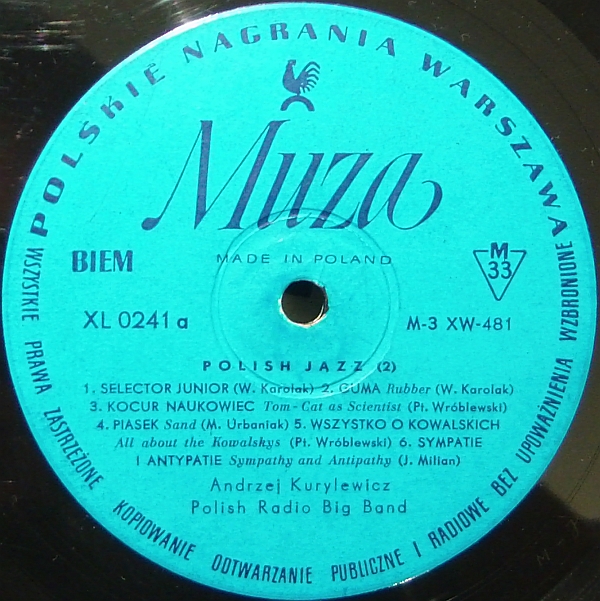 POLSKIE NAGRANIA WARSZAWA
Muza
BIEM
MADE IN POLAND
M
33
XL 0241 a
M-3 XW-481
POLISH JAZZ (2)
1. SELECTOR JUNIOR (W. Karolak) 2. GUMA Rubber (W. Karolak)
3. KOCUR NAUKOWIEC Tom-Cat as Scientist (Pt. Wróblewski)
4. PIASEK Sand (M. Urbaniak) 5. WSZYSTKO O KOWALSKICH
All about the Kowalskys (Pt. Wróblewski) 6. SYMPATIE
I ANTYPATIE Sympathy and Antipathy (J. Milian)
Andrzej Kurylewicz
Polish Radio Big Band
WSZYSTKIE PRAWA ZASTRZEŻONE KOPIOWANIE ODTWARZANIE PUBLICZNE I RADIOWE BEZ UPOWAŻNIENIA WZBRONIONE